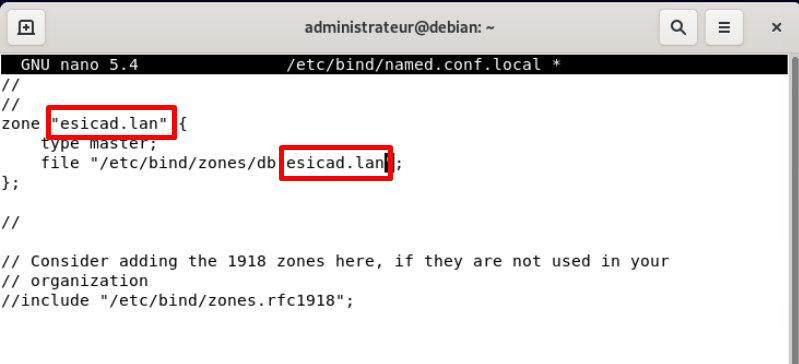 administrateur@debian: ~
GNU nano 5.4 /etc/bind/named.conf.local *
//
//
zone "esicad.lan" {
type master;
file "/etc/bind/zones/db.esicad.lan";
};
//
// Consider adding the 1918 zones here, if they are not used in your
// organization
//include "/etc/bind/zones.rfc1918";